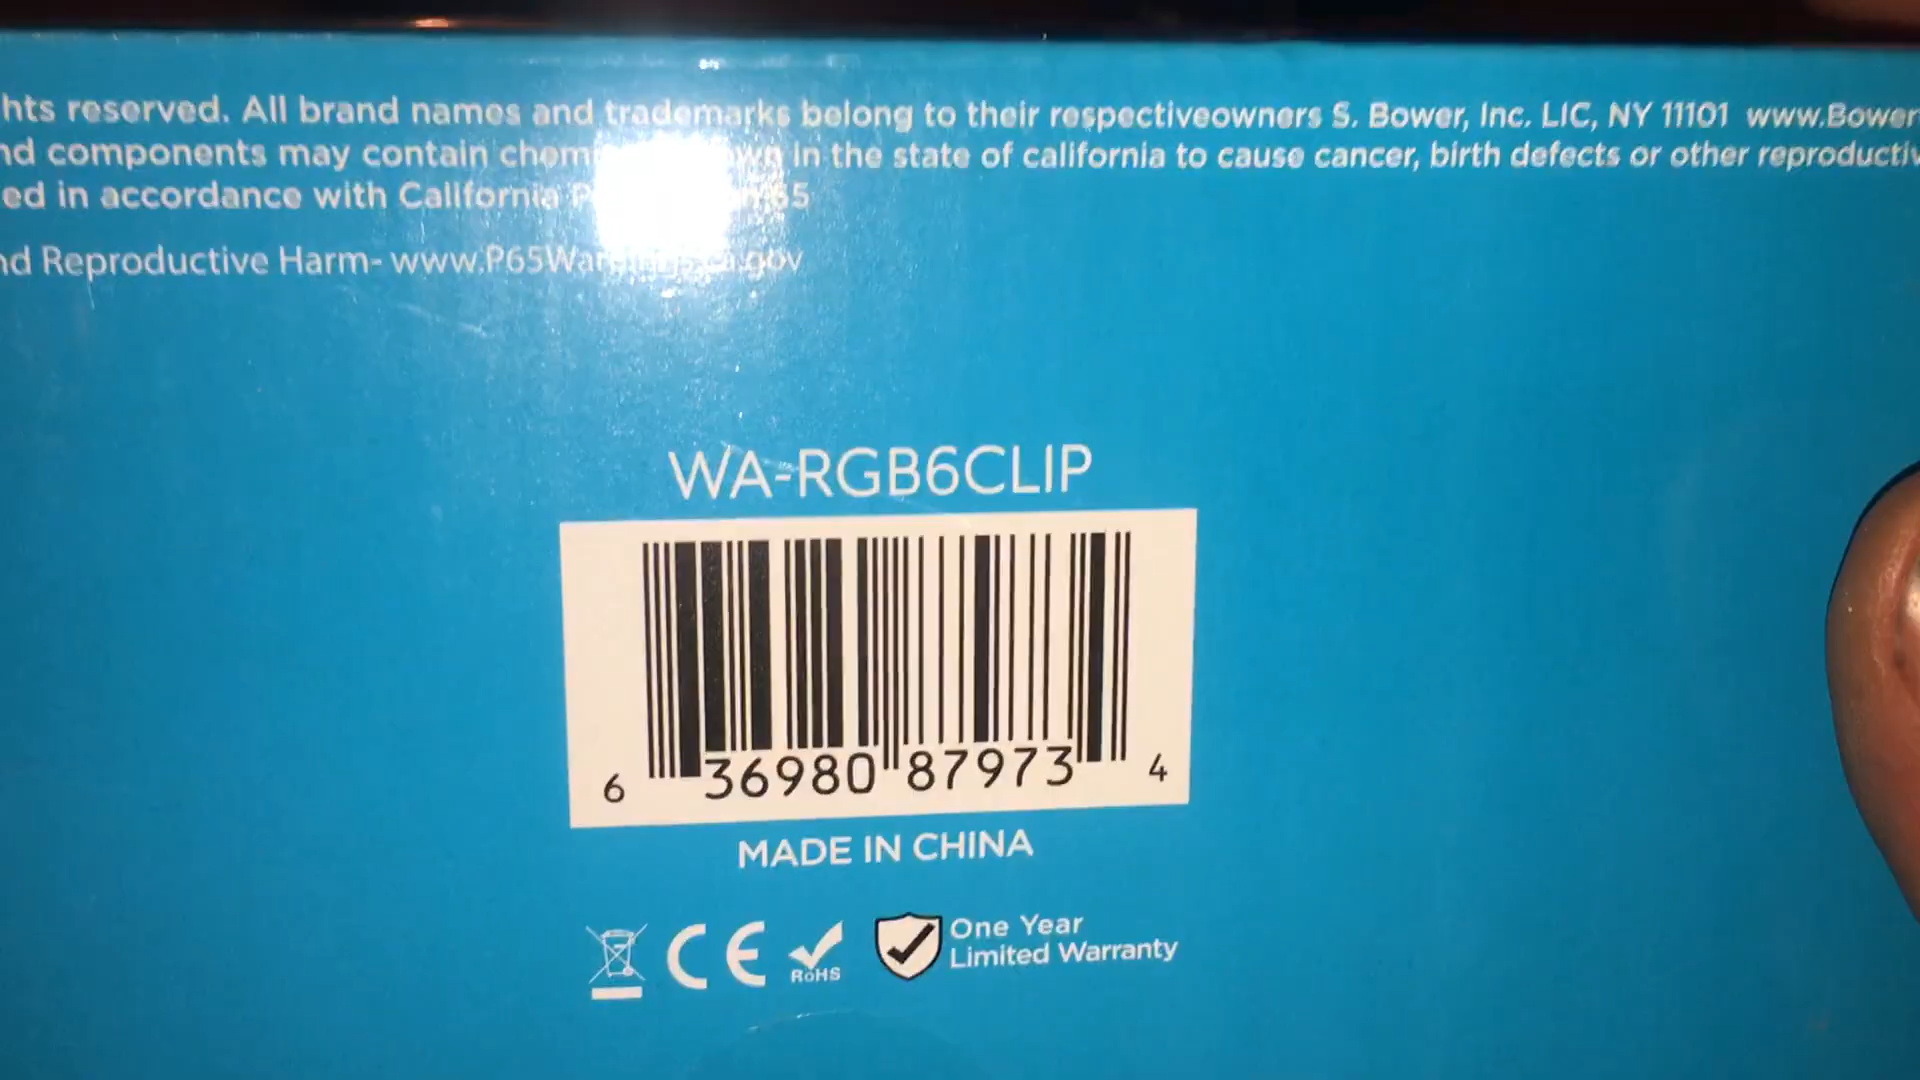 hts reserved. All brand names and trademarks belong to their respectiveowners S. Bower, Inc. LIC, NY 11101 www.Bower
nd components may contain in the state of california to cause cancer, birth defects or other reproductiv
ed in accordance with California 65
nd Reproductive Harm- www.P65Warnings.ca.gov
WA-RGB6CLIP
6 36980 87973 4
MADE IN CHINA
CE RoHS One Year
Limited Warranty